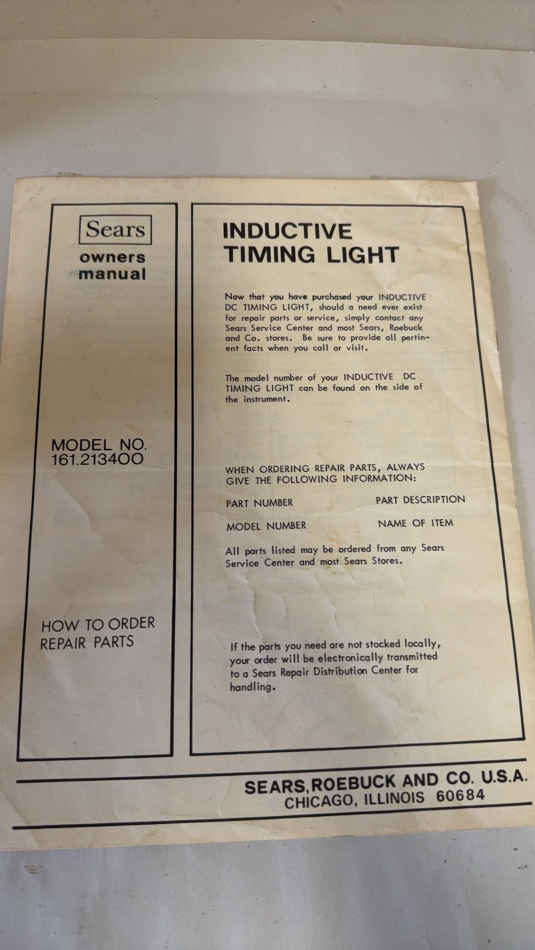 Sears
owners
manual
MODEL NO.
161.213400
HOW TO ORDER
REPAIR PARTS
INDUCTIVE
TIMING LIGHT
Now that you have purchased your INDUCTIVE
DC TIMING LIGHT, should a need ever exist
for repair parts or service, simply contact any
Sears Service Center and most Sears, Roebuck
and Co. stores. Be sure to provide all pertin-
ent facts when you call or visit.
The model number of your INDUCTIVE DC
TIMING LIGHT can be found on the side of
the instrument.
WHEN ORDERING REPAIR PARTS, ALWAYS
GIVE THE FOLLOWING INFORMATION:
PART NUMBER PART DESCRIPTION
MODEL NUMBER NAME OF ITEM
All parts listed may be ordered from any Sears
Service Center and most Sears Stores.
If the parts you need are not stocked locally,
your order will be electronically transmitted
to a Sears Repair Distribution Center for
handling.
SEARS, ROEBUCK AND CO. U.S.A.
CHICAGO, ILLINOIS 60684